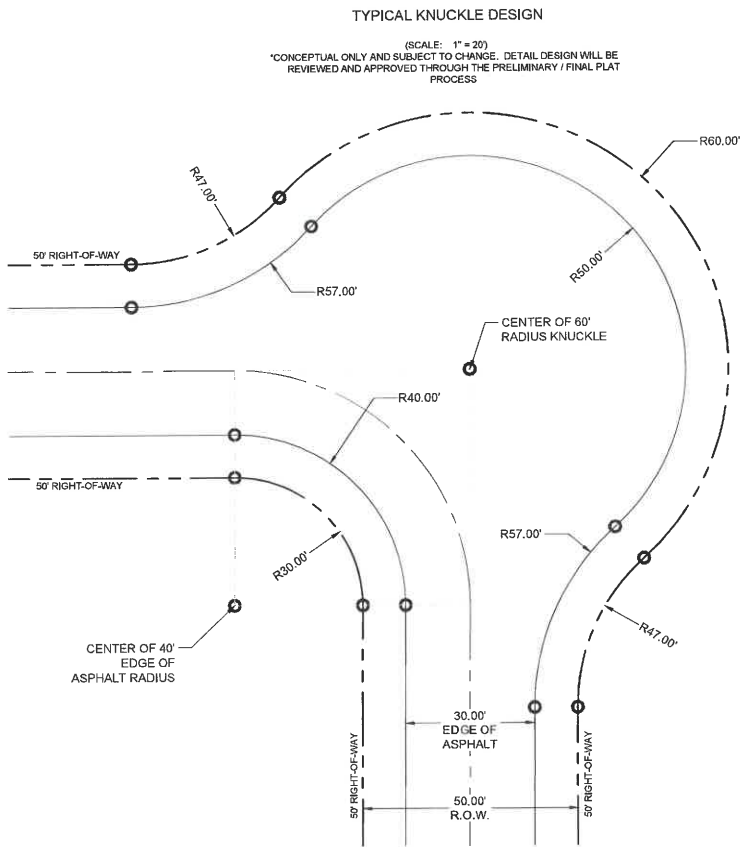 TYPICAL KNUCKLE DESIGN
(SCALE: 1" = 20')
*CONCEPTUAL ONLY AND SUBJECT TO CHANGE. DETAIL DESIGN WILL BE
REVIEWED AND APPROVED THROUGH THE PRELIMINARY / FINAL PLAT
PROCESS
R60.00'
R47.00'
50' RIGHT-OF-WAY
R50.00'
R57.00'
CENTER OF 60'
RADIUS KNUCKLE
R40.00'
50' RIGHT-OF-WAY
R57.00'
R30.00'
R47.00'
CENTER OF 40'
EDGE OF
ASPHALT RADIUS
30.00'
EDGE OF
ASPHALT
50' RIGHT-OF-WAY
50' RIGHT-OF-WAY
50.00'
R.O.W.